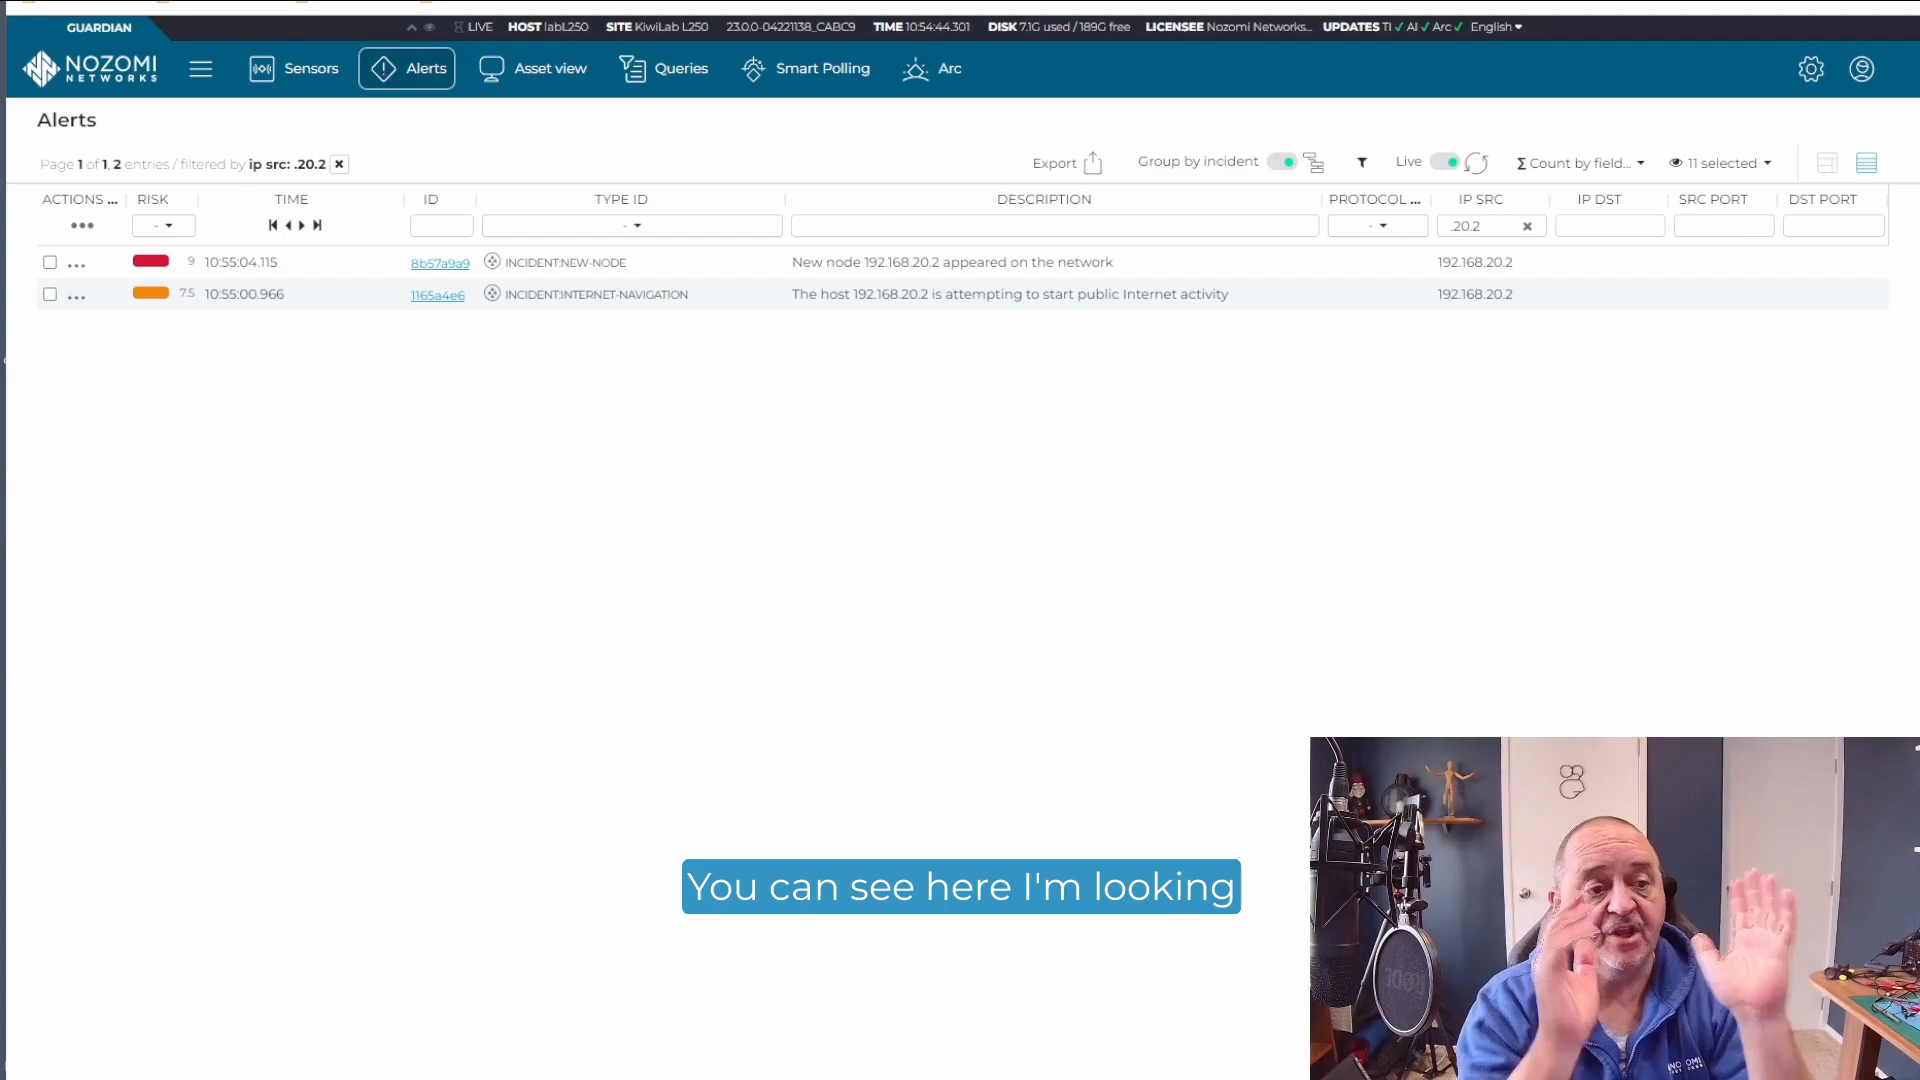 GUARDIAN
LIVE HOST labL250 SITE KiwiLab L250 23.0.0-04221138_CABC9 TIME 10:54:44.301 DISK 7.1G used / 189G free LICENSEE Nozomi Networks... UPDATES TI ✓ AI ✓ Arc ✓ English
NOZOMI NETWORKS Sensors Alerts Asset view Queries Smart Polling Arc
Alerts
Page 1 of 1, 2 entries / filtered by ip src: .20.2 ✖ Export Group by incident Live Σ Count by field... 11 selected
ACTIONS ... RISK TIME ID TYPE ID DESCRIPTION PROTOCOL ... IP SRC IP DST SRC PORT DST PORT
••• - - - .20.2 ✖
... 9 10:55:04.115 8b57a9a9 INCIDENT:NEW-NODE New node 192.168.20.2 appeared on the network 192.168.20.2
... 7.5 10:55:00.966 1165a4e6 INCIDENT:INTERNET-NAVIGATION The host 192.168.20.2 is attempting to start public Internet activity 192.168.20.2
You can see here I'm looking
RODE
NOZOMI
NETWORKS